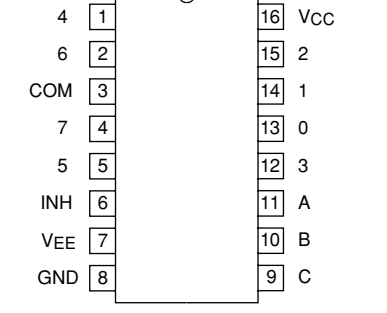 4 1 16 VCC
6 2 15 2
COM 3 14 1
7 4 13 0
5 5 12 3
INH 6 11 A
VEE 7 10 B
GND 8 9 C